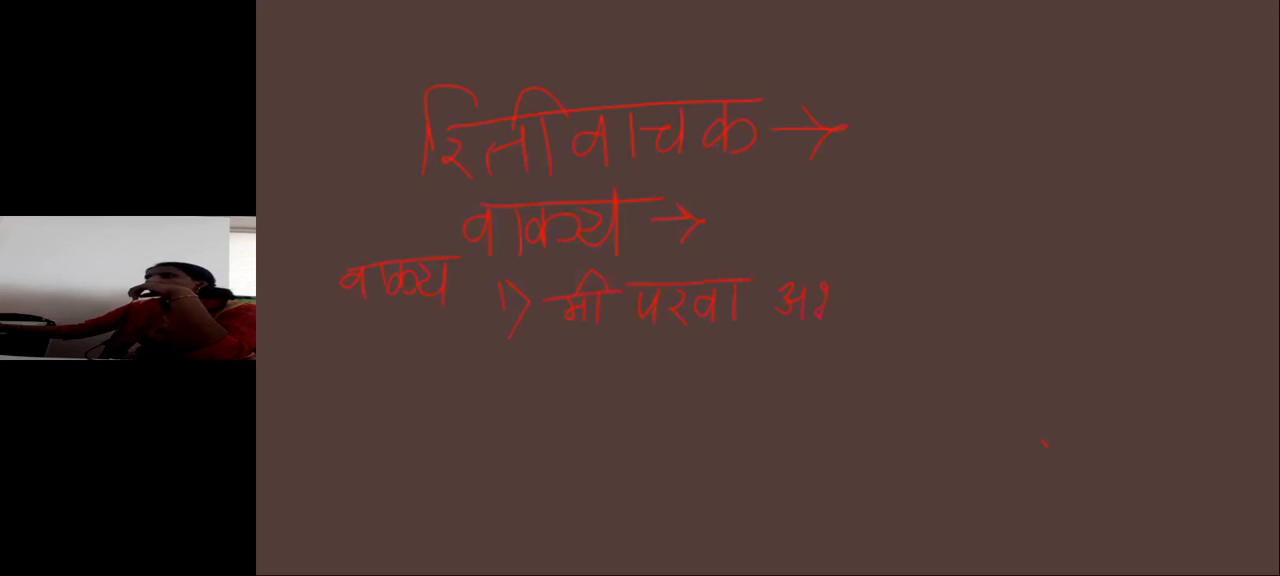 रितीवाचक →
वाक्य →
वाक्य 1) मी परवा